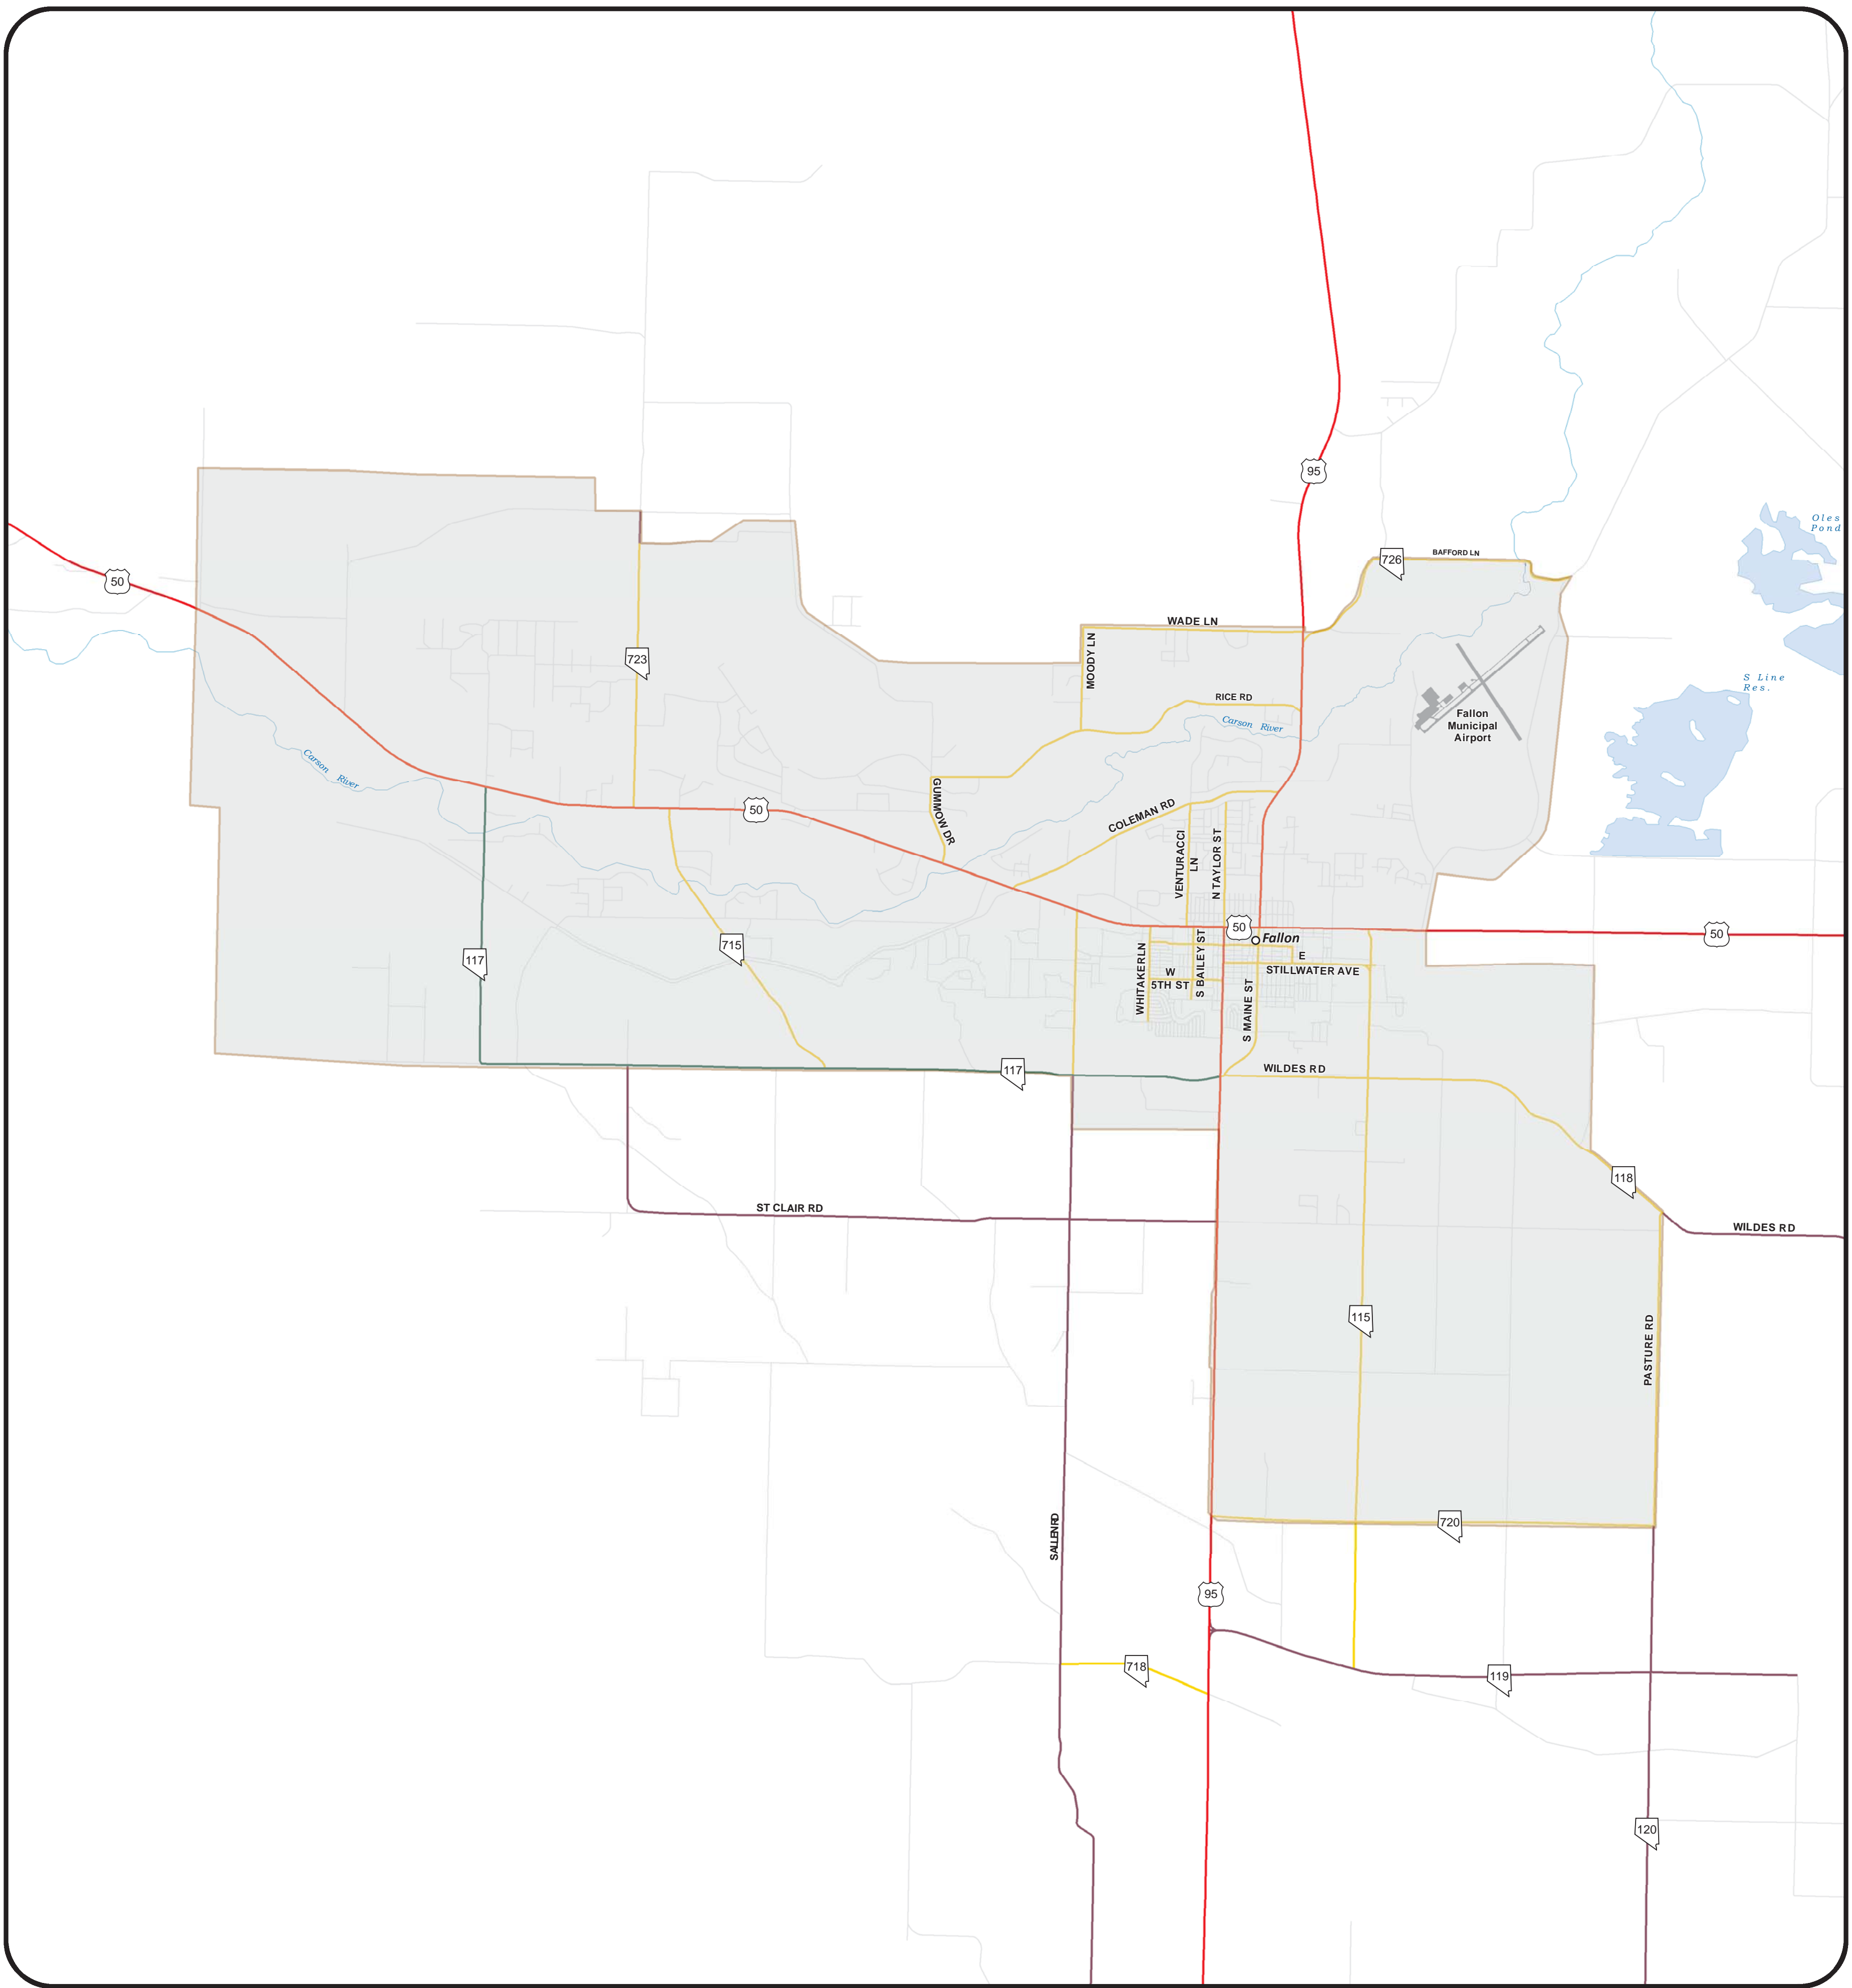 95
Oles
Pond
726
BAFFORD LN
50
WADE LN
MOODY LN
723
S Line
Res.
RICE RD
Carson River
Fallon
Municipal
Airport
Carson River
50
GUMMOW DR
COLEMAN RD
VENTURACCI
LN
N TAYLOR ST
50
Fallon
50
715
117
WHITAKER LN
S BAILEY ST
E
STILLWATER AVE
W
5TH ST
S MAINE ST
117
WILDES RD
118
ST CLAIR RD
WILDES RD
115
PASTURE RD
720
95
718
119
120